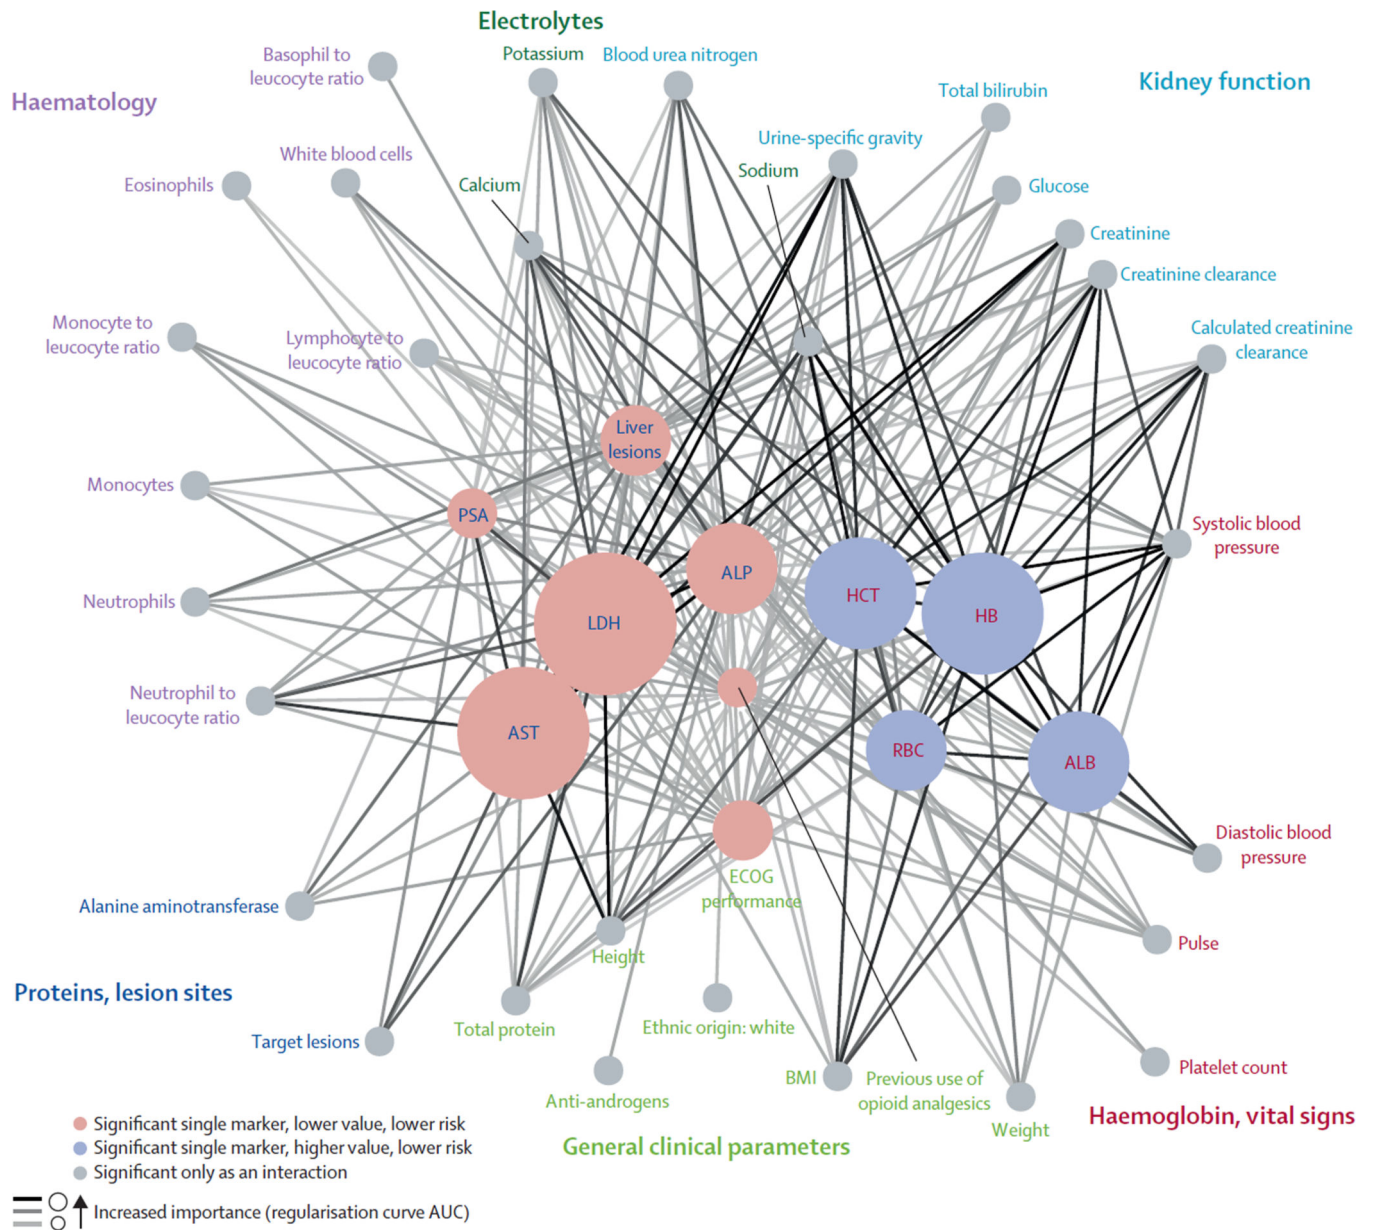 Electrolytes
Potassium
Blood urea nitrogen
Basophil to
leucocyte ratio
Kidney function
Haematology
Total bilirubin
Urine-specific gravity
White blood cells
Sodium
Eosinophils
Calcium
Glucose
Creatinine
Creatinine clearance
Monocyte to
leucocyte ratio
Lymphocyte to
leucocyte ratio
Calculated creatinine
clearance
Liver
lesions
Monocytes
PSA
Systolic blood
pressure
ALP
HCT
HB
LDH
Neutrophils
Neutrophil to
leucocyte ratio
AST
RBC
ALB
Diastolic blood
pressure
ECOG
performance
Alanine aminotransferase
Pulse
Height
Proteins, lesion sites
Total protein
Ethnic origin: white
Target lesions
Platelet count
BMI
Previous use of
opioid analgesics
Anti-androgens
Weight
Haemoglobin, vital signs
General clinical parameters
Significant single marker, lower value, lower risk
Significant single marker, higher value, lower risk
Significant only as an interaction
Increased importance (regularisation curve AUC)